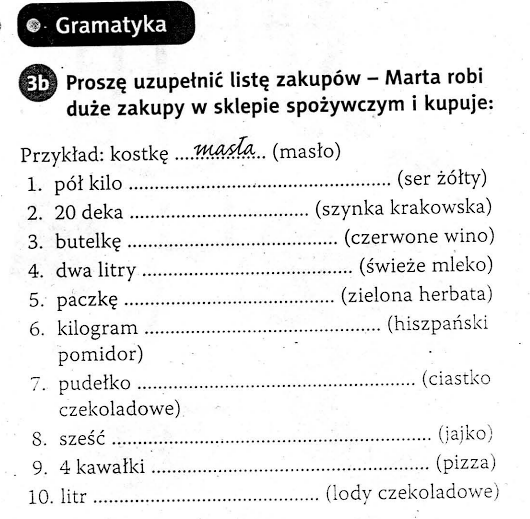 Gramatyka
3b Proszę uzupełnić listę zakupów – Marta robi
duże zakupy w sklepie spożywczym i kupuje:
Przykład: kostkę ....masła.. (masło)
1. pół kilo ............................................. (ser żółty)
2. 20 deka ............................... (szynka krakowska)
3. butelkę .................................... (czerwone wino)
4. dwa litry .................................... (świeże mleko)
5. paczkę .................................... (zielona herbata)
6. kilogram ......................................... (hiszpański
pomidor)
7. pudełko ................................................ (ciastko
czekoladowe)
8. sześć ....................................................... (jajko)
9. 4 kawałki ................................................ (pizza)
10. litr ....................................... (lody czekoladowe)